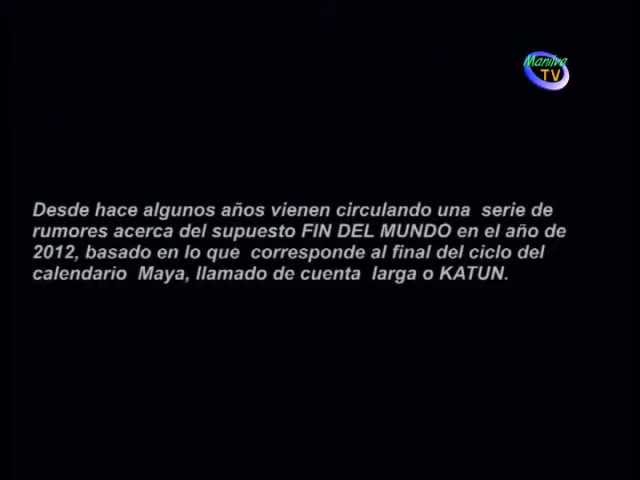 Manilva
TV
Desde hace algunos años vienen circulando una serie de
rumores acerca del supuesto FIN DEL MUNDO en el año de
2012, basado en lo que corresponde al final del ciclo del
calendario Maya, llamado de cuenta larga o KATUN.